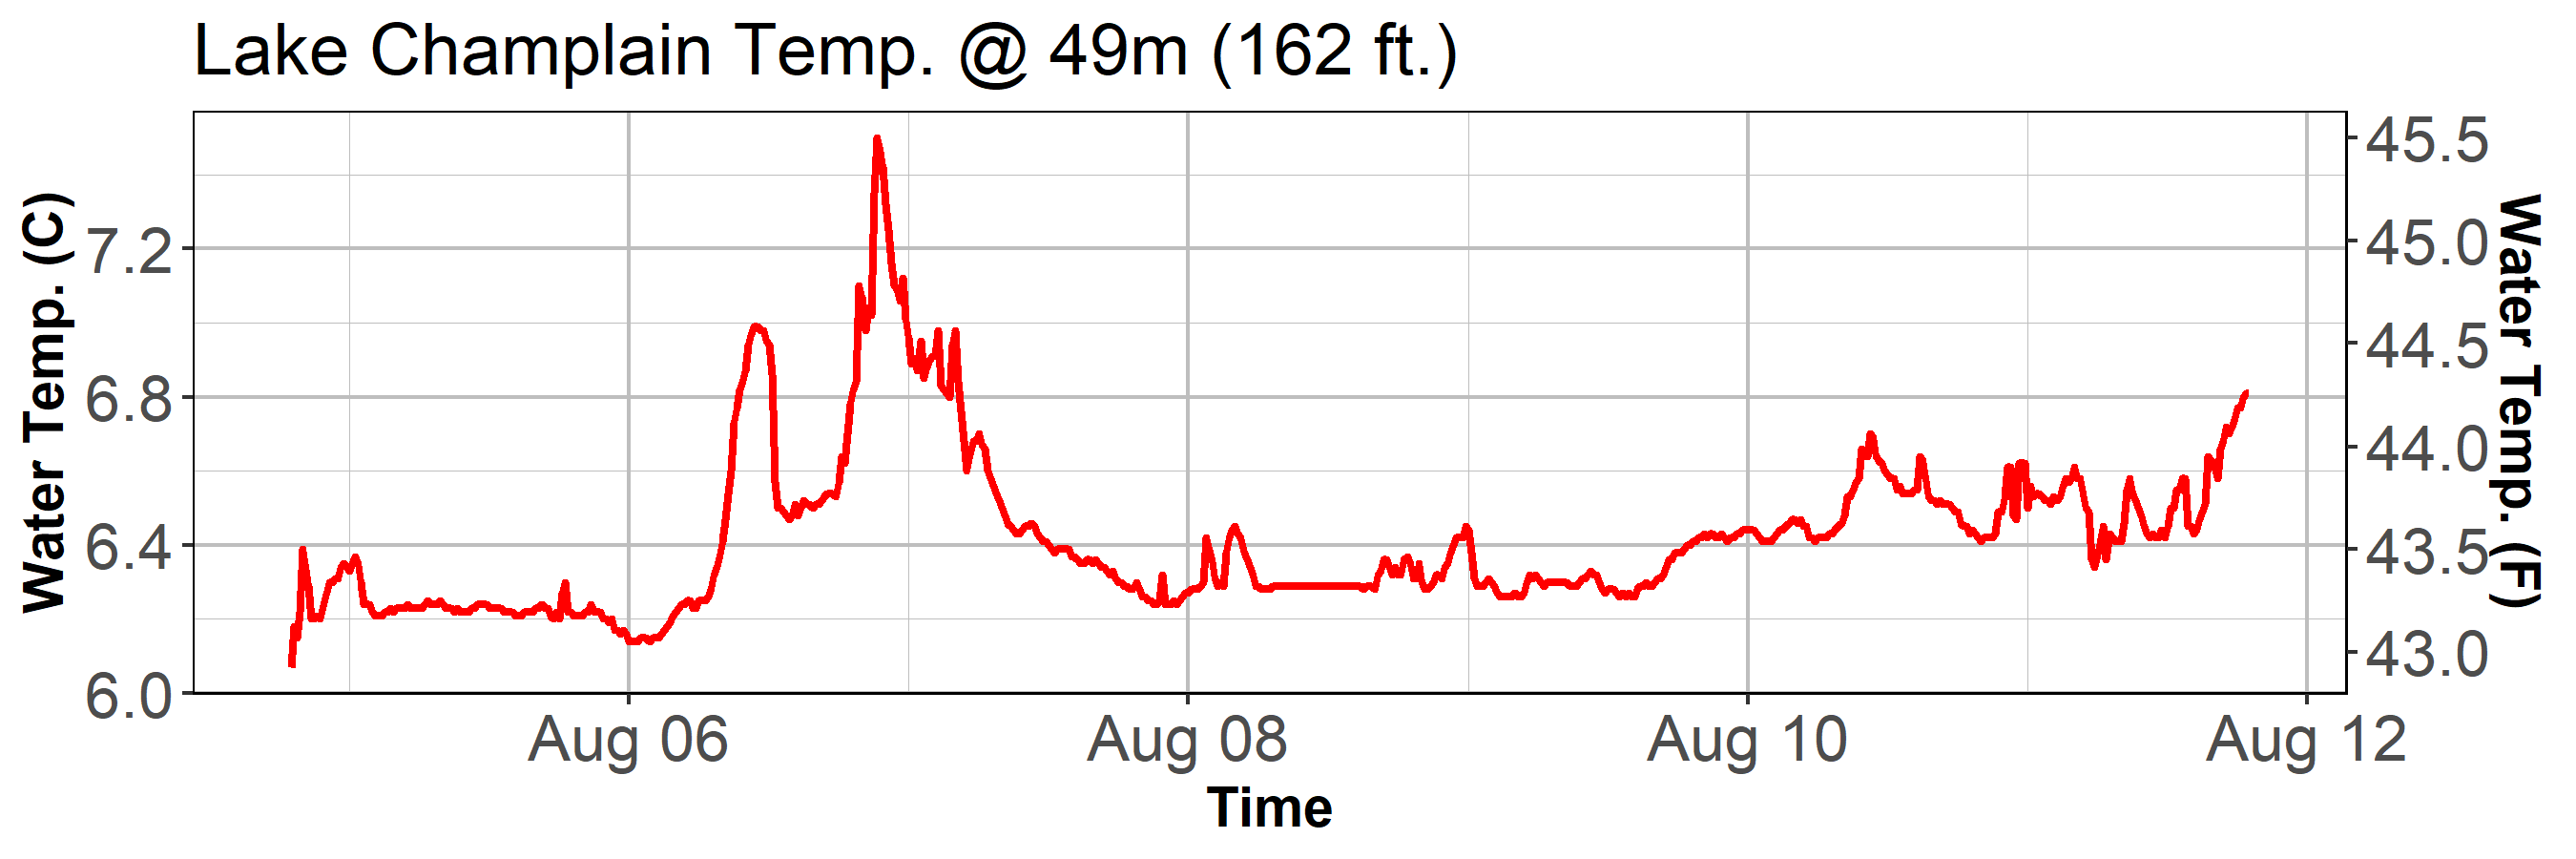 Lake Champlain Temp. @ 49m (162 ft.)
Water Temp. (C)
7.2
6.8
6.4
6.0
45.5
45.0
44.5
44.0
43.5
43.0
Water Temp. (F)
Aug 06
Aug 08
Aug 10
Aug 12
Time